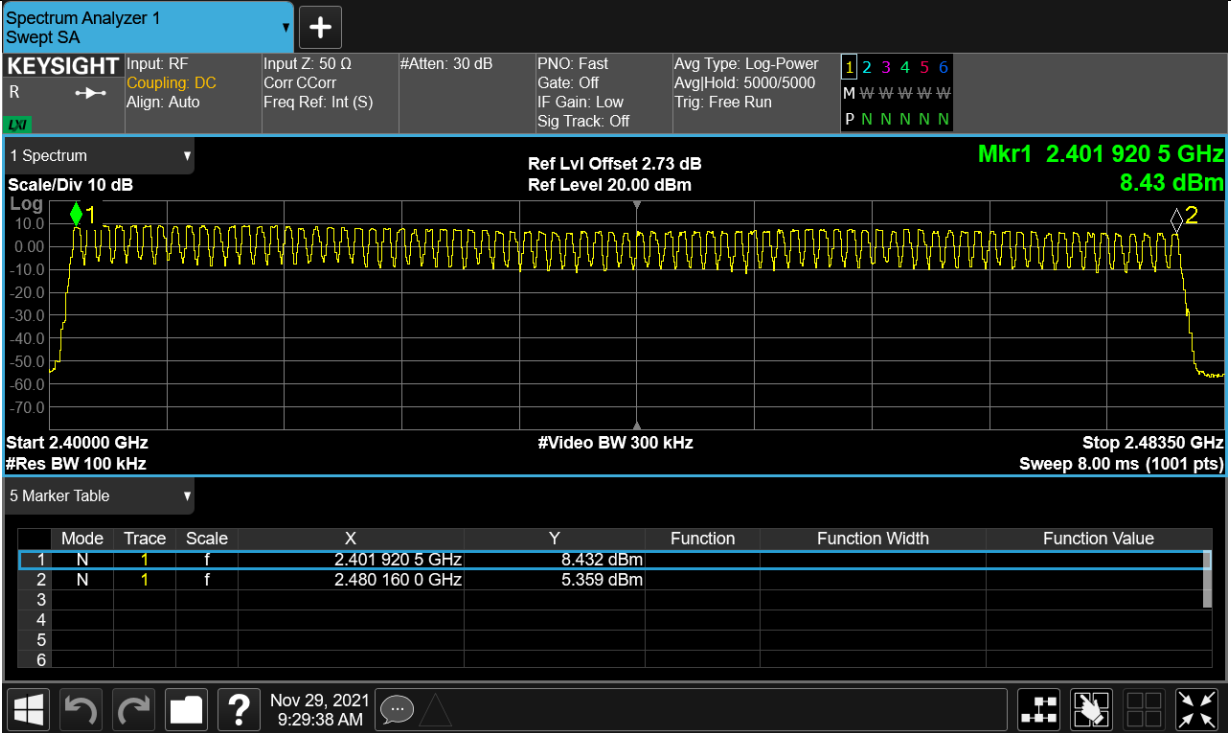 Spectrum Analyzer 1
Swept SA
KEYSIGHT
R
LXI
Input: RF
Coupling: DC
Align: Auto
Input Z: 50 Ω
Corr CCorr
Freq Ref: Int (S)
#Atten: 30 dB
PNO: Fast
Gate: Off
IF Gain: Low
Sig Track: Off
Avg Type: Log-Power
Avg|Hold: 5000/5000
Trig: Free Run
1 2 3 4 5 6
M W W W W W
P N N N N N
1 Spectrum
Scale/Div 10 dB
Ref Lvl Offset 2.73 dB
Ref Level 20.00 dBm
Mkr1 2.401 920 5 GHz
8.43 dBm
Log
1
2
10.0
0.00
-10.0
-20.0
-30.0
-40.0
-50.0
-60.0
-70.0
Start 2.40000 GHz
#Video BW 300 kHz
Stop 2.48350 GHz
#Res BW 100 kHz
Sweep 8.00 ms (1001 pts)
5 Marker Table
Mode Trace Scale X Y Function Function Width Function Value
1 N 1 f 2.401 920 5 GHz 8.432 dBm
2 N 1 f 2.480 160 0 GHz 5.359 dBm
3
4
5
6
?
Nov 29, 2021
9:29:38 AM